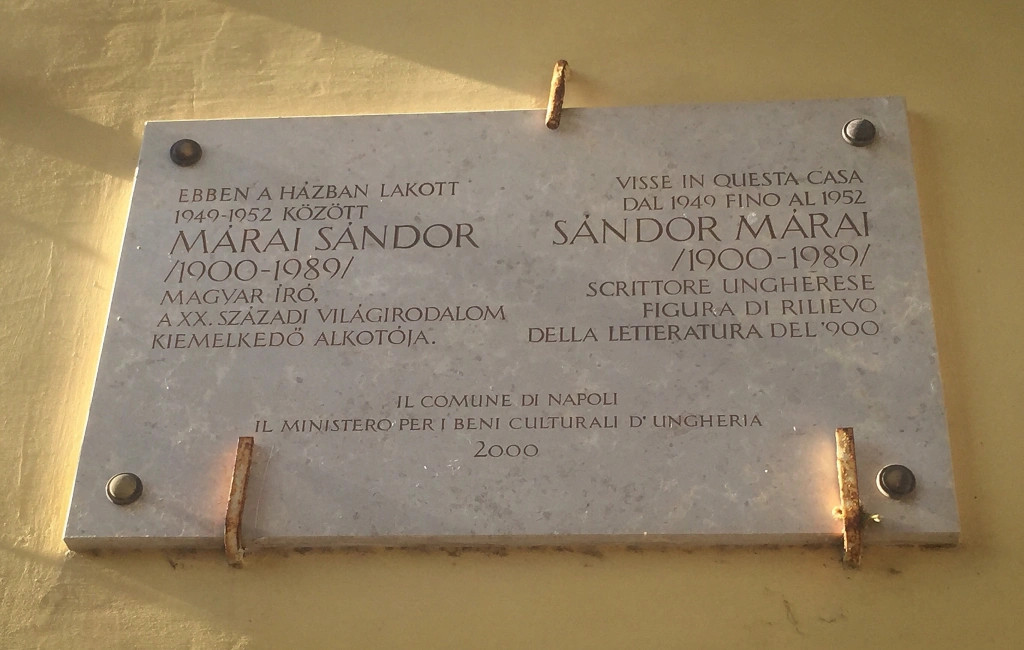 EBBEN A HÁZBAN LAKOTT
1949-1952 KÖZÖTT
MÁRAI SÁNDOR
/1900-1989/
MAGYAR ÍRÓ,
A XX. SZÁZADI VILÁGIRODALOM
KIEMELKEDŐ ALKOTÓJA.
VISSE IN QUESTA CASA
DAL 1949 FINO AL 1952
SÁNDOR MÁRAI
/1900-1989/
SCRITTORE UNGHERESE
FIGURA DI RILIEVO
DELLA LETTERATURA DEL '900
IL COMUNE DI NAPOLI
IL MINISTERO PER I BENI CULTURALI D' UNGHERIA
2000